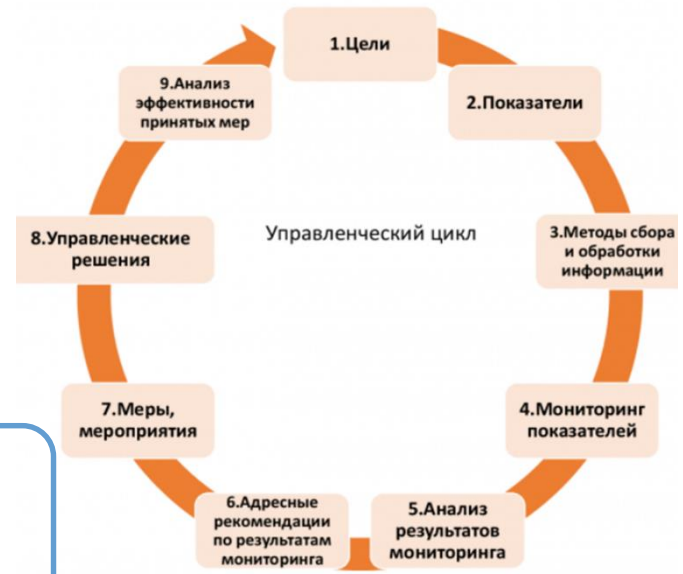 1.Цели
2.Показатели
3.Методы сбора
и обработки
информации
4.Мониторинг
показателей
5.Анализ
результатов
мониторинга
6.Адресные
рекомендации
по результатам
мониторинга
7.Меры,
мероприятия
8.Управленческие
решения
9.Анализ
эффективности
принятых мер
Управленческий цикл